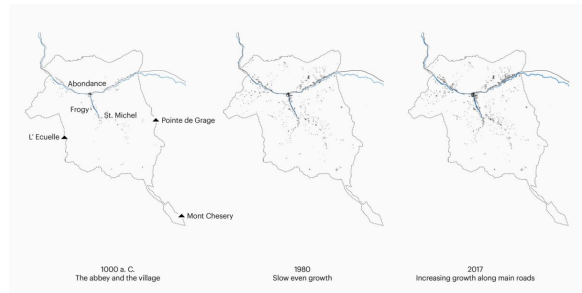 Abondance
Frogy
St. Michel
Pointe de Grage
L' Ecuelle
Mont Chesery
1000 a. C.
The abbey and the village
1980
Slow even growth
2017
Increasing growth along main roads